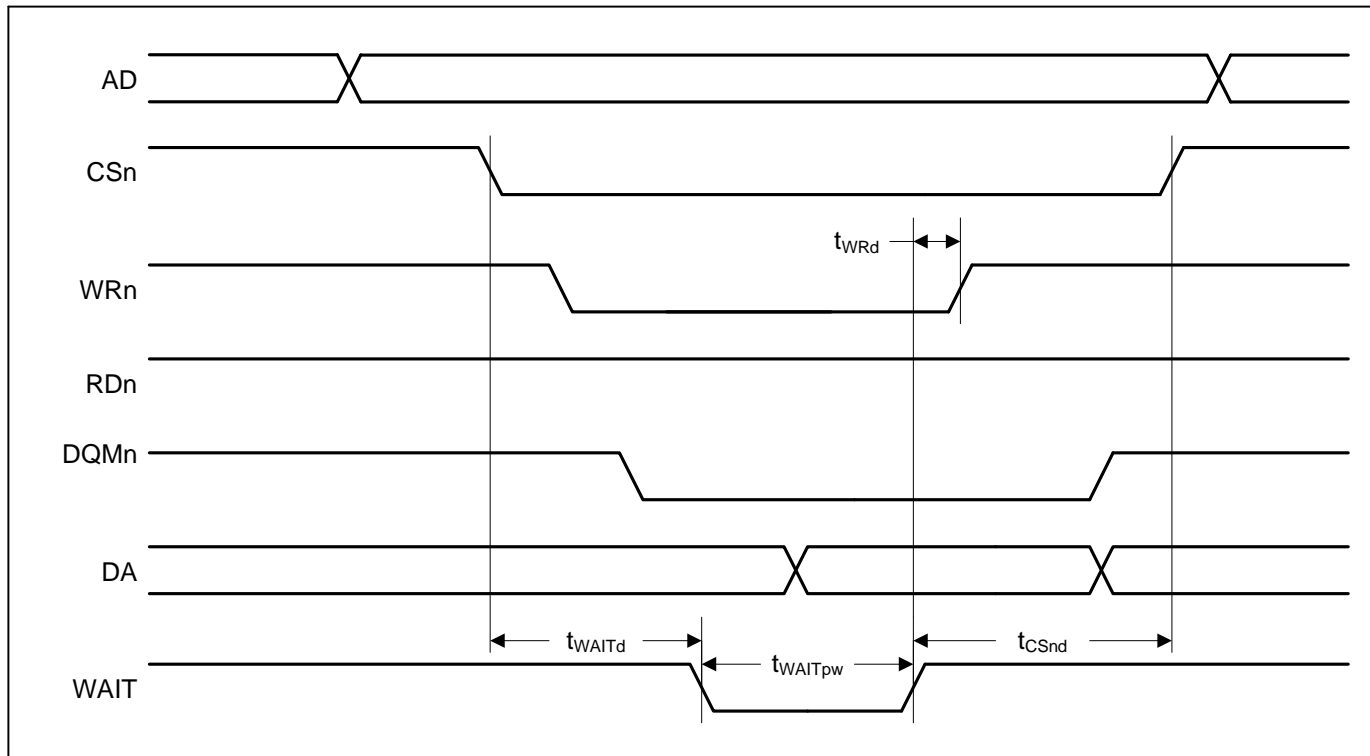 AD
CSn
tWRd
WRn
RDn
DQMn
DA
tWAITd
tWAITpw
tCSnd
WAIT